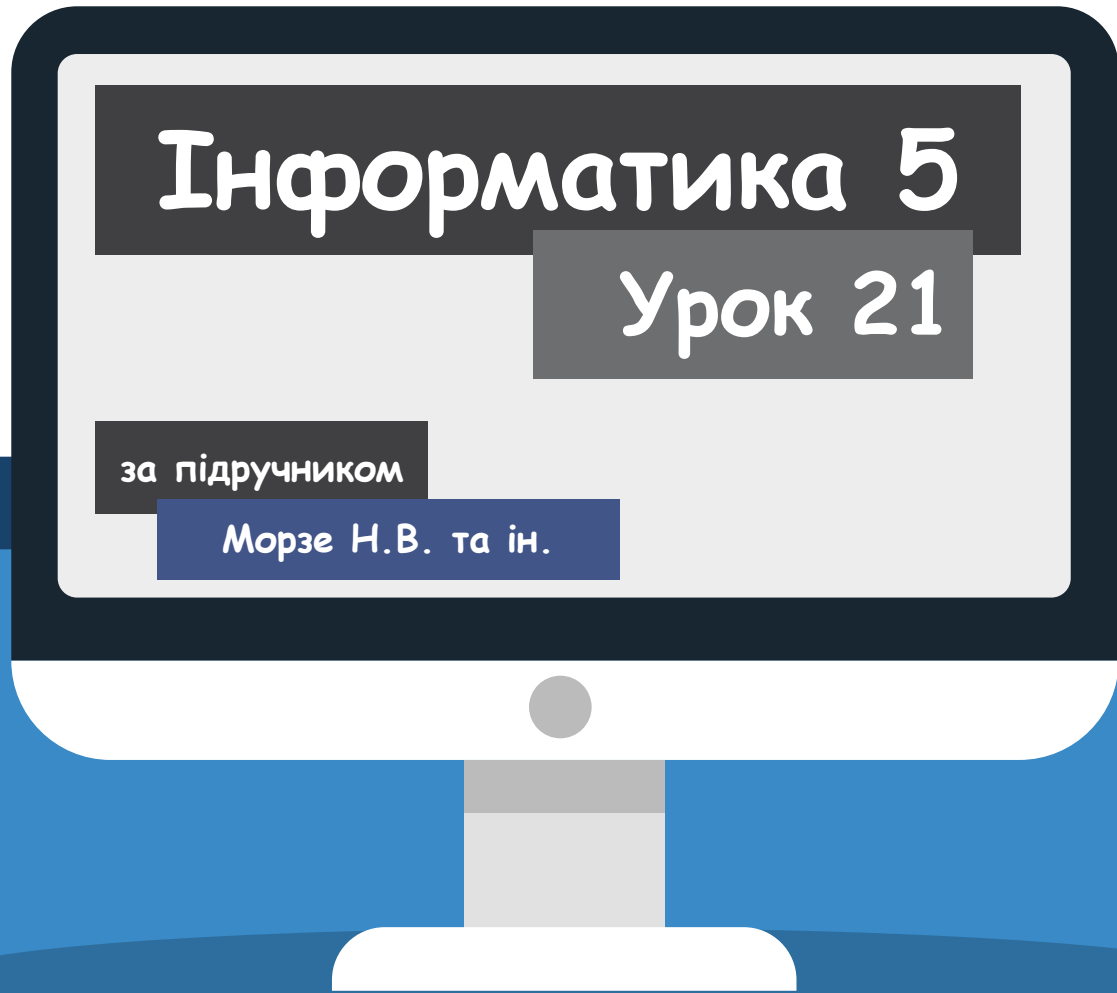 Інформатика 5
Урок 21
за підручником
Морзе Н.В. та ін.